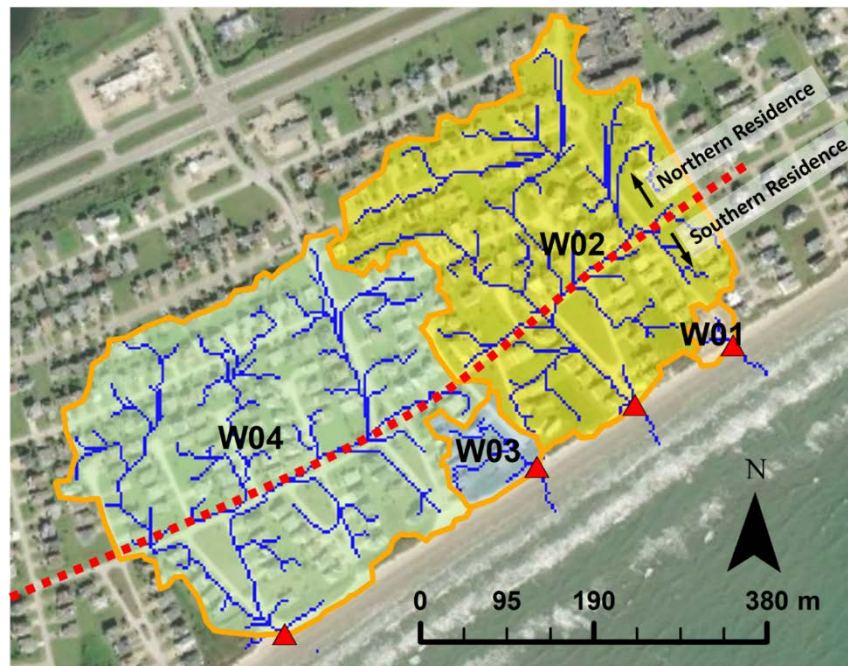 Northern Residence
Southern Residence
W02
W01
W04
W03
N
0 95 190 380 m